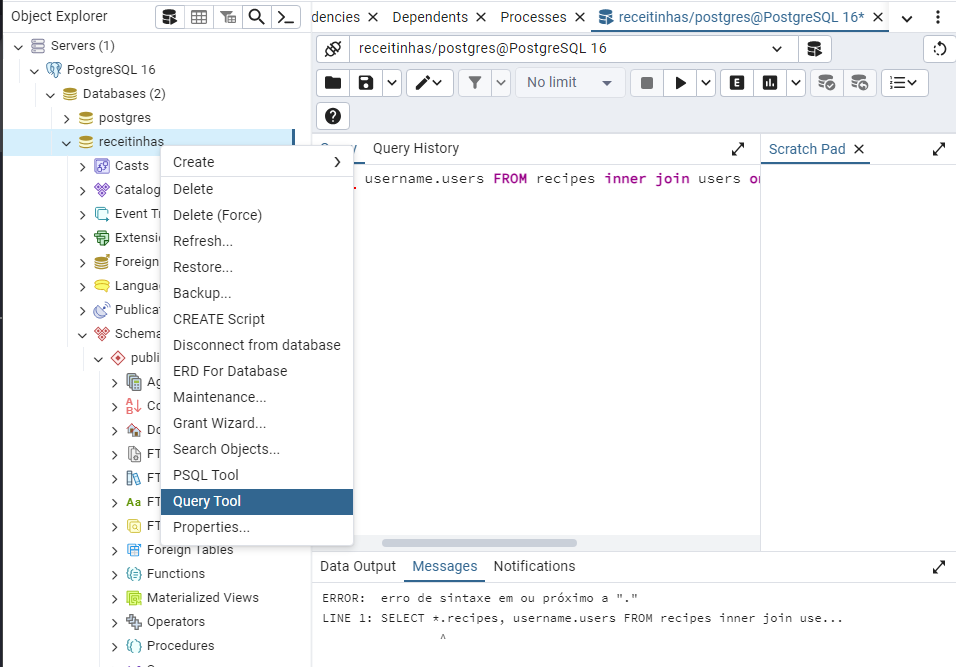 Object Explorer
dencies
Dependents
Processes
receitinhas/postgres@PostgreSQL 16*
Servers (1)
receitinhas/postgres@PostgreSQL 16
PostgreSQL 16
Databases (2)
No limit
E
postgres
?
receitinhas
Query History
Scratch Pad
Casts
Create
username.users FROM recipes inner join users on
Catalog
Delete
Event T
Delete (Force)
Extensi
Refresh...
Foreign
Restore...
Langua
Backup...
Publica
CREATE Script
Schema
Disconnect from database
publi
ERD For Database
Ag
Maintenance...
Co
Grant Wizard...
Do
Search Objects...
FT
PSQL Tool
FT
Query Tool
Aa FT
Properties...
FT
Foreign Tables
Data Output Messages Notifications
Functions
ERROR: erro de sintaxe em ou próximo a "."
Materialized Views
LINE 1: SELECT *.recipes, username.users FROM recipes inner join use...
Operators
^
Procedures